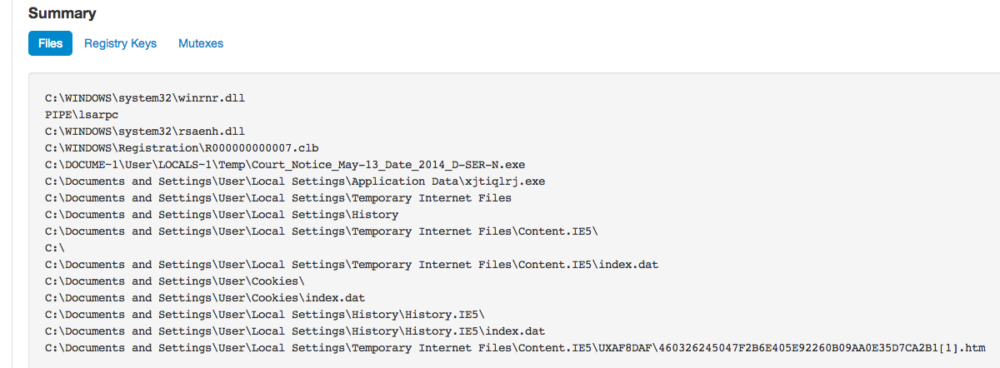 Summary
Files Registry Keys Mutexes
C:\WINDOWS\system32\winrnr.dll
PIPE\lsarpc
C:\WINDOWS\system32\rsaenh.dll
C:\WINDOWS\Registration\R000000000007.clb
C:\DOCUME~1\User\LOCALS~1\Temp\Court_Notice_May-13_Date_2014_D-SER-N.exe
C:\Documents and Settings\User\Local Settings\Application Data\xjtiqlrj.exe
C:\Documents and Settings\User\Local Settings\Temporary Internet Files
C:\Documents and Settings\User\Local Settings\History
C:\Documents and Settings\User\Local Settings\Temporary Internet Files\Content.IE5\
C:\
C:\Documents and Settings\User\Local Settings\Temporary Internet Files\Content.IE5\index.dat
C:\Documents and Settings\User\Cookies\
C:\Documents and Settings\User\Cookies\index.dat
C:\Documents and Settings\User\Local Settings\History\History.IE5\
C:\Documents and Settings\User\Local Settings\History\History.IE5\index.dat
C:\Documents and Settings\User\Local Settings\Temporary Internet Files\Content.IE5\UXAF8DAF\460326245047F2B6E405E92260B09AA0E35D7CA2B1[1].htm